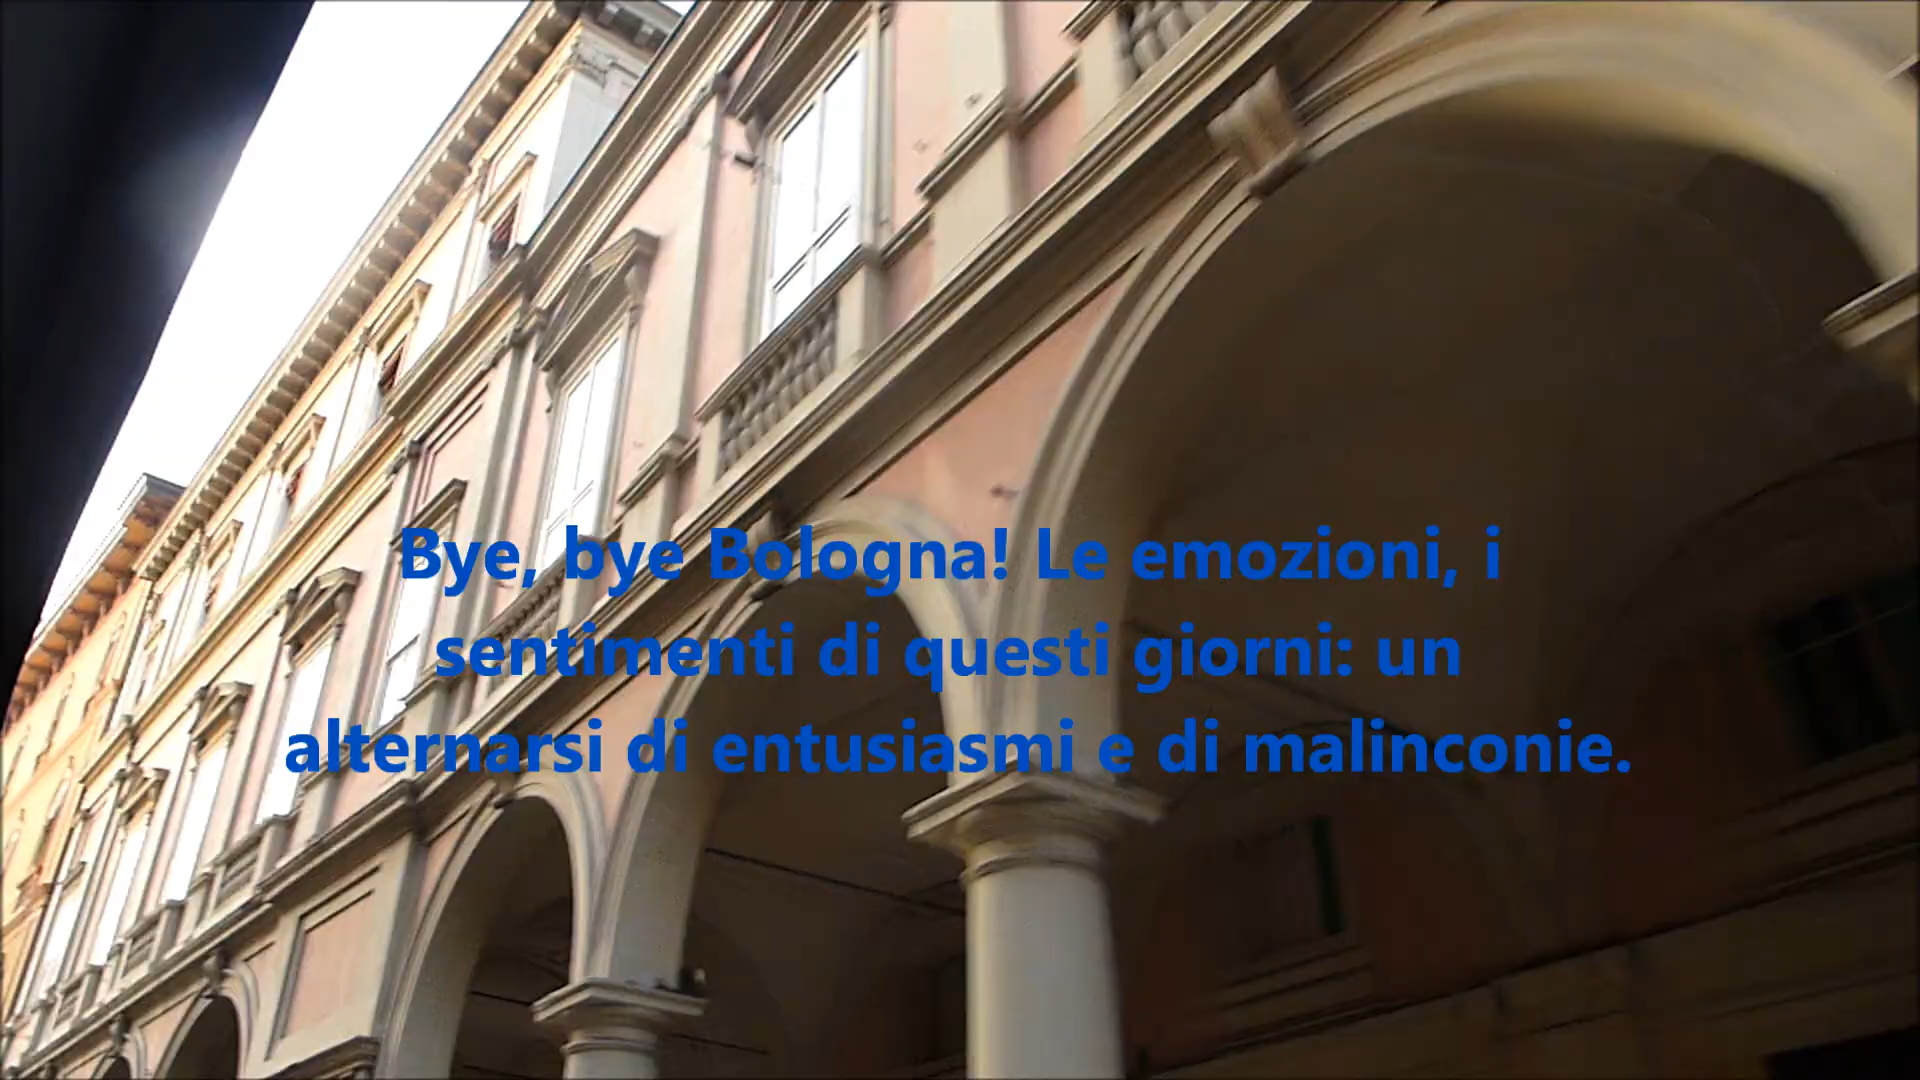 Bye, bye Bologna! Le emozioni, i
sentimenti di questi giorni: un
alternarsi di entusiasmi e di malinconie.